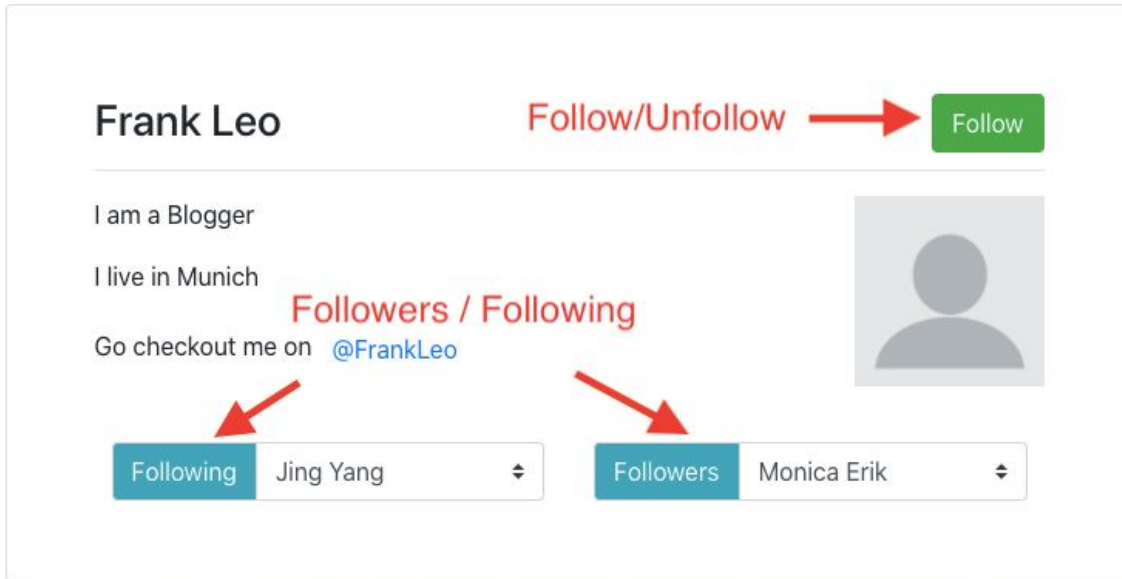 Frank Leo
Follow/Unfollow
Follow
I am a Blogger
I live in Munich
Followers / Following
Go checkout me on @FrankLeo
Following Jing Yang
Followers Monica Erik